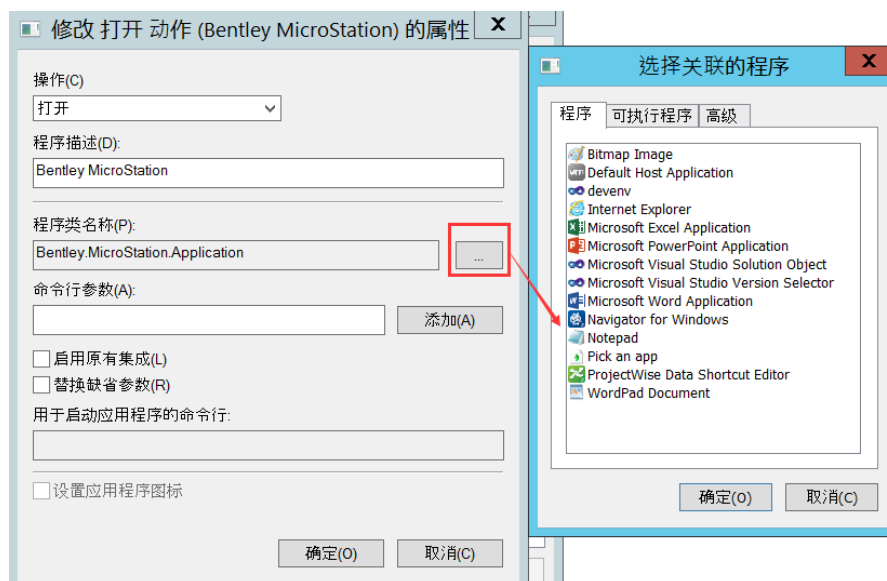 修改 打开 动作 (Bentley MicroStation) 的属性
X
操作(C)
打开
程序描述(D):
Bentley MicroStation
程序类名称(P):
Bentley.MicroStation.Application
...
命令行参数(A):
添加(A)
启用原有集成(L)
替换缺省参数(R)
用于启动应用程序的命令行:
设置应用程序图标
确定(O)
取消(C)
选择关联的程序
X
程序
可执行程序
高级
Bitmap Image
Default Host Application
devenv
Internet Explorer
Microsoft Excel Application
Microsoft PowerPoint Application
Microsoft Visual Studio Solution Object
Microsoft Visual Studio Version Selector
Microsoft Word Application
Navigator for Windows
Notepad
Pick an app
ProjectWise Data Shortcut Editor
WordPad Document
确定(O)
取消(C)